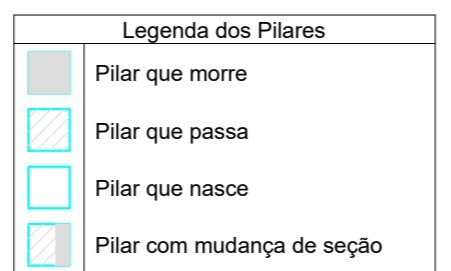 Legenda dos Pilares
Pilar que morre
Pilar que passa
Pilar que nasce
Pilar com mudança de seção